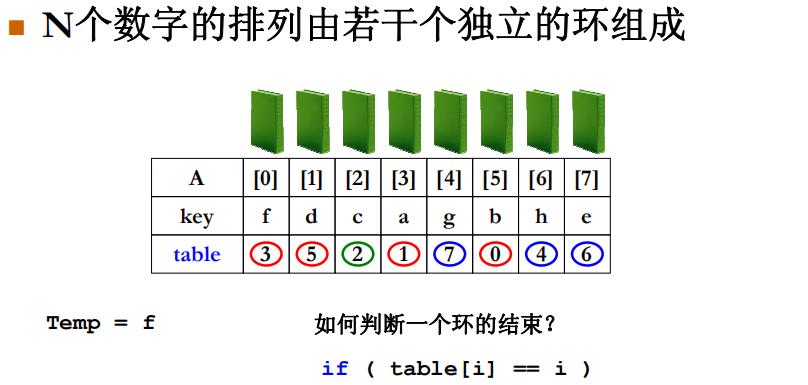 N个数字的排列由若干个独立的环组成
A [0] [1] [2] [3] [4] [5] [6] [7]
key f d c a g b h e
table 3 5 2 1 7 0 4 6
Temp = f 如何判断一个环的结束？
if ( table[i] == i )